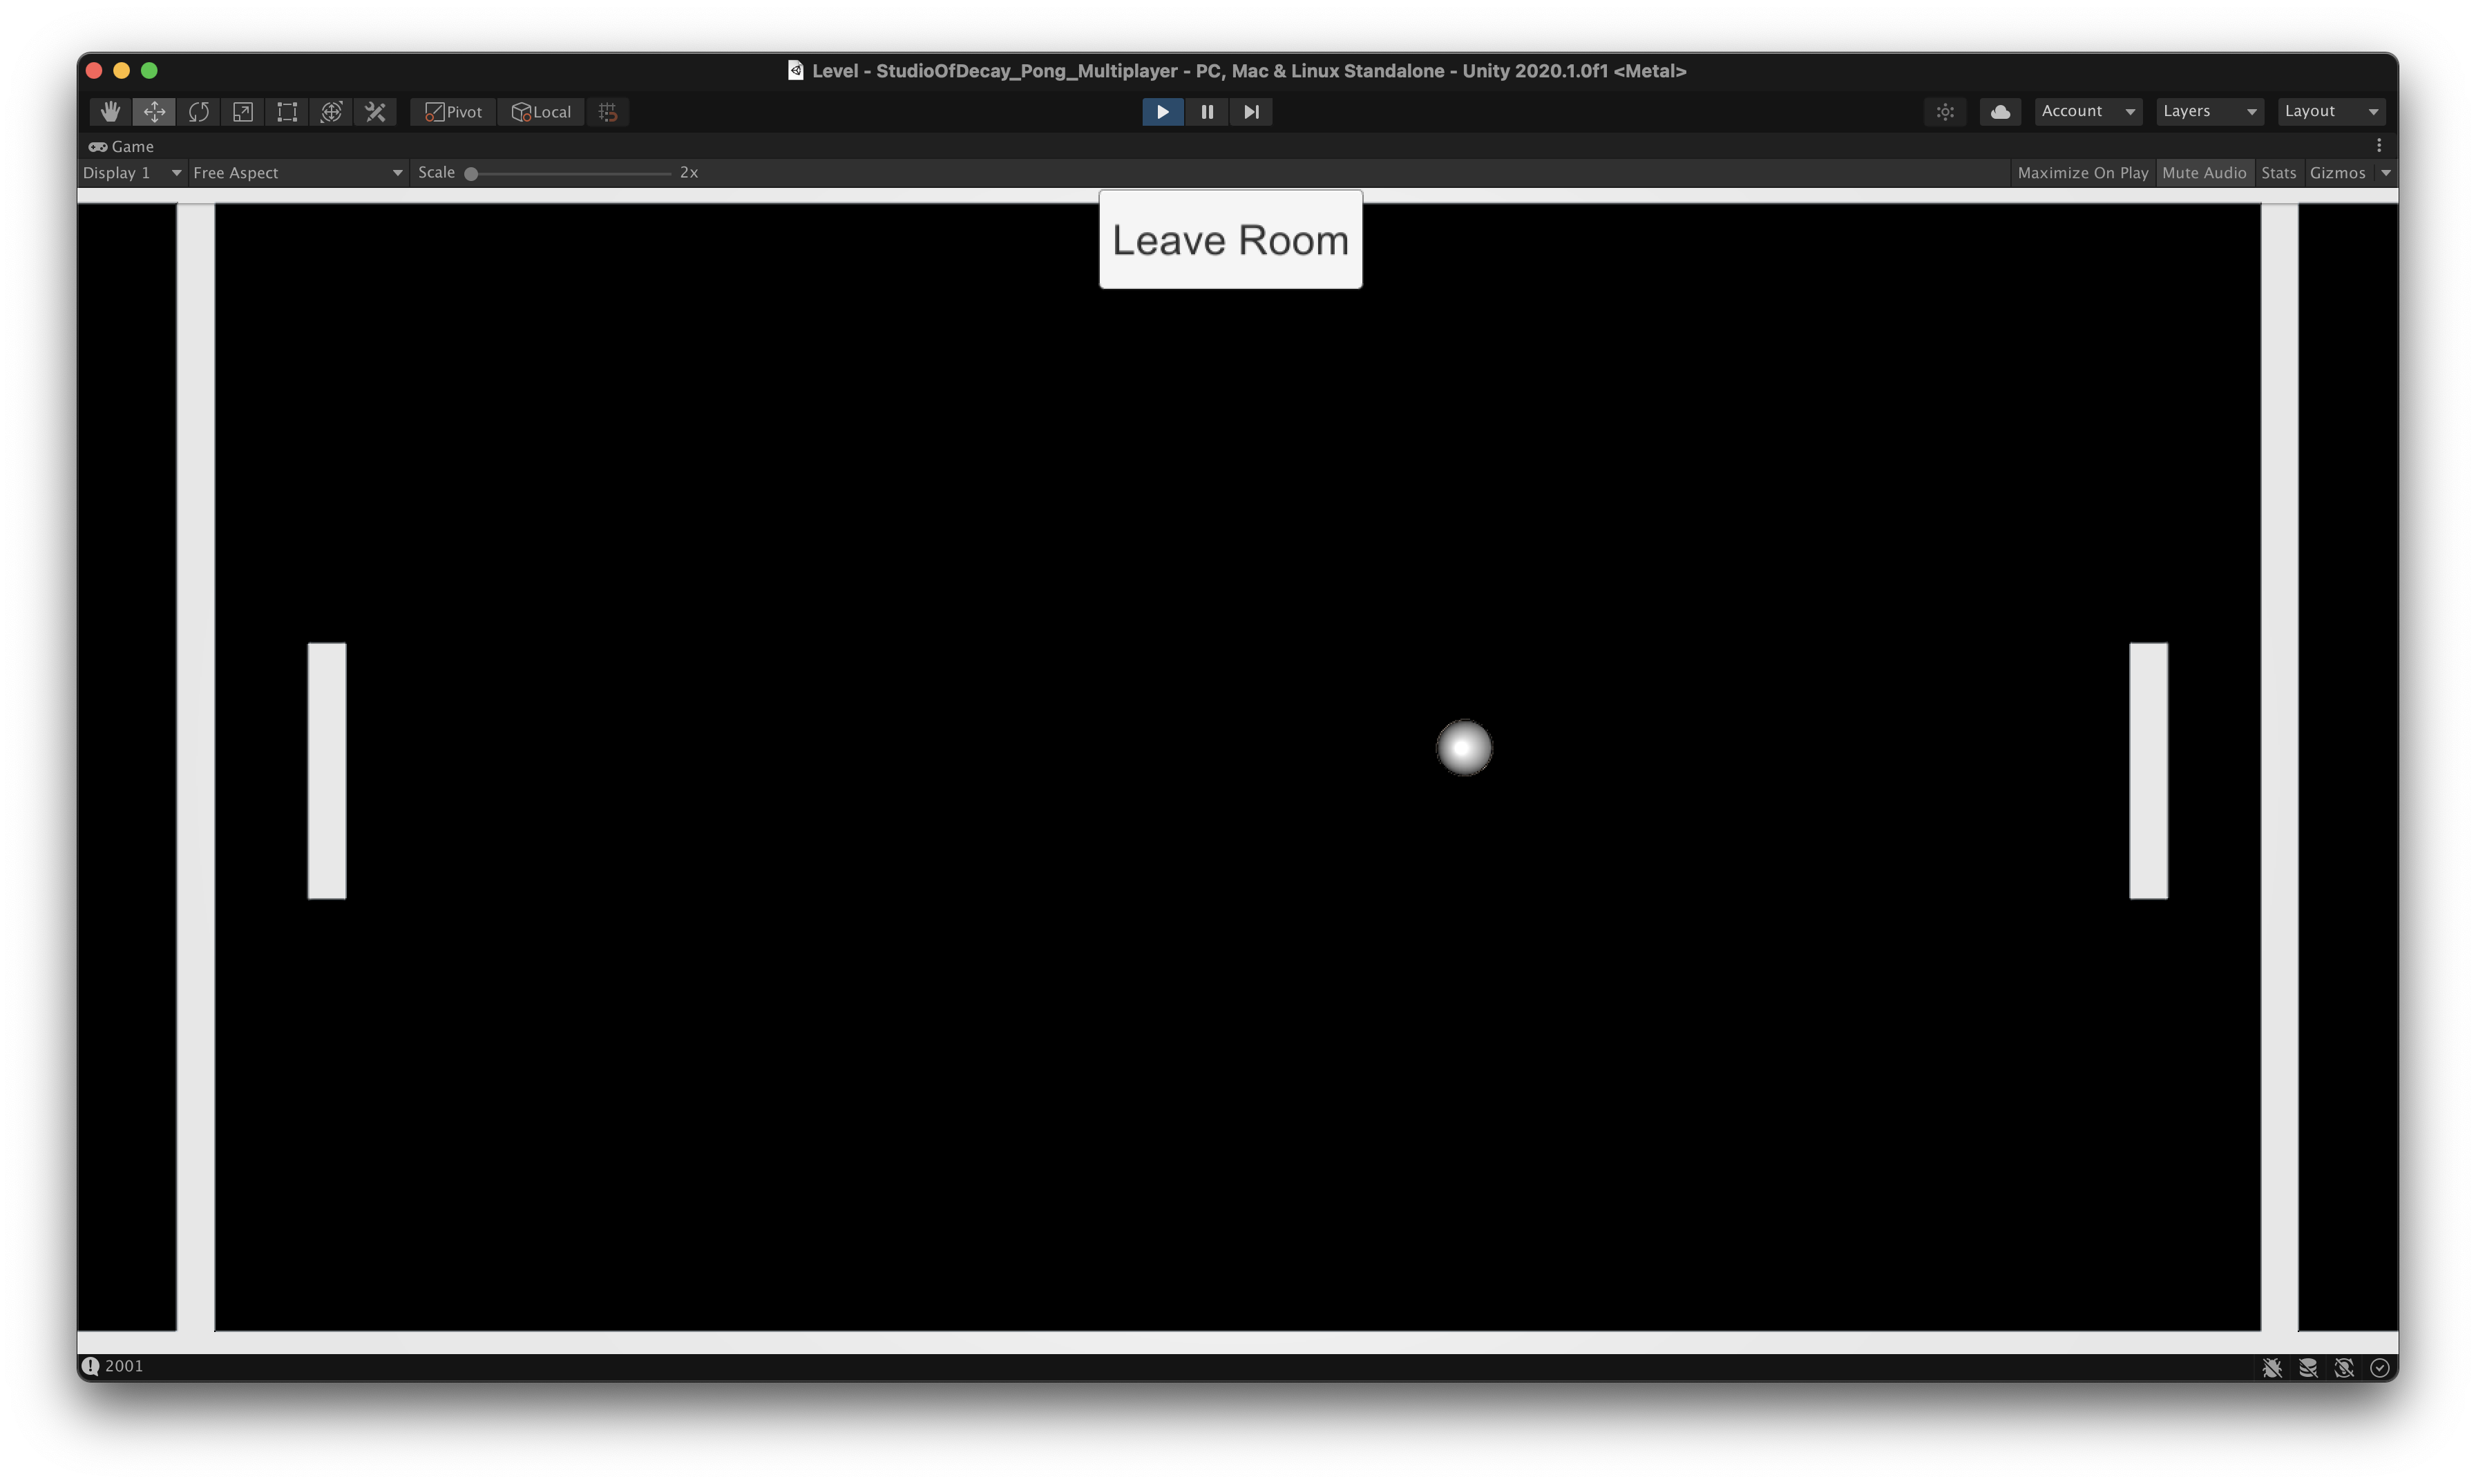 Level - StudioOfDecay_Pong_Multiplayer - PC, Mac & Linux Standalone - Unity 2020.1.0f1 <Metal>
Pivot Local Account Layers Layout
Game
Display 1 Free Aspect Scale 2x Maximize On Play Mute Audio Stats Gizmos
Leave Room
2001